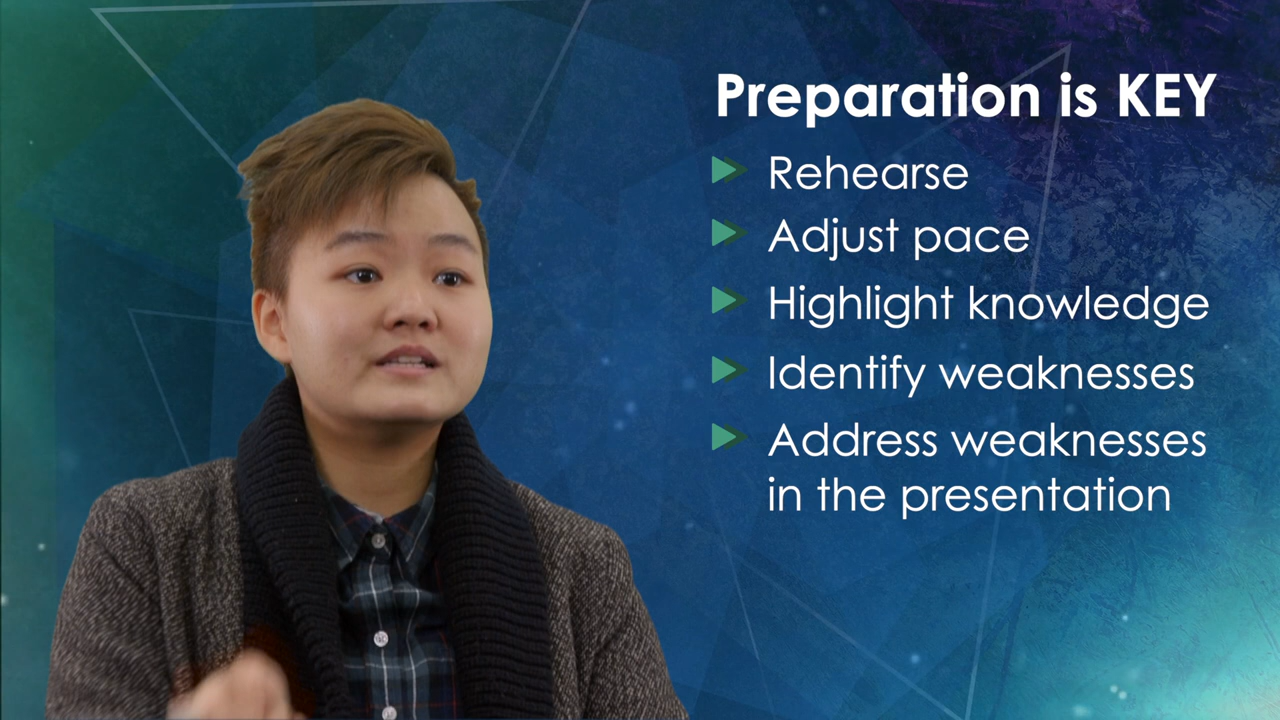 Preparation is KEY
Rehearse
Adjust pace
Highlight knowledge
Identify weaknesses
Address weaknesses
in the presentation